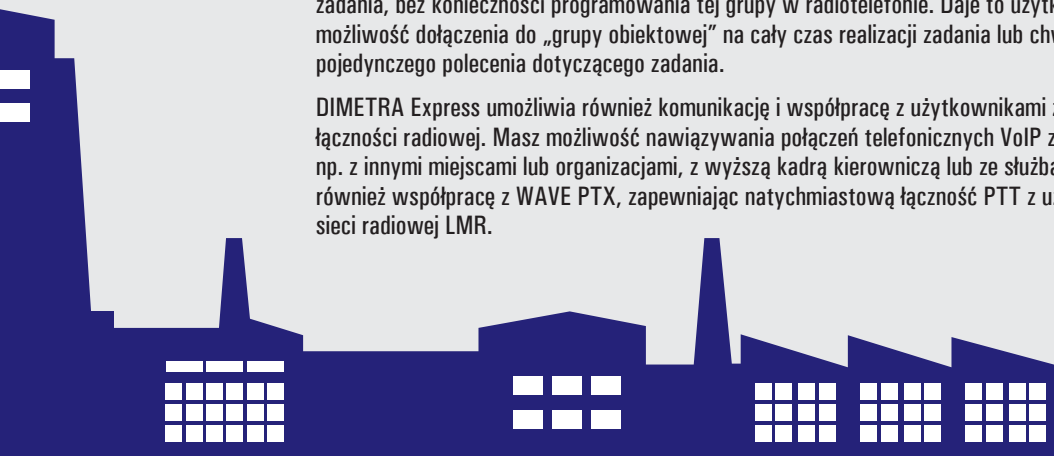 zadania, bez konieczności programowania tej grupy w radiotelefonie. Daje to użytk
możliwość dołączenia do „grupy obiektowej” na cały czas realizacji zadania lub chw
pojedynczego polecenia dotyczącego zadania.
DIMETRA Express umożliwia również komunikację i współpracę z użytkownikami z
łączności radiowej. Masz możliwość nawiązywania połączeń telefonicznych VoIP z
np. z innymi miejscami lub organizacjami, z wyższą kadrą kierowniczą lub ze służba
również współpracę z WAVE PTX, zapewniając natychmiastową łączność PTT z u
sieci radiowej LMR.